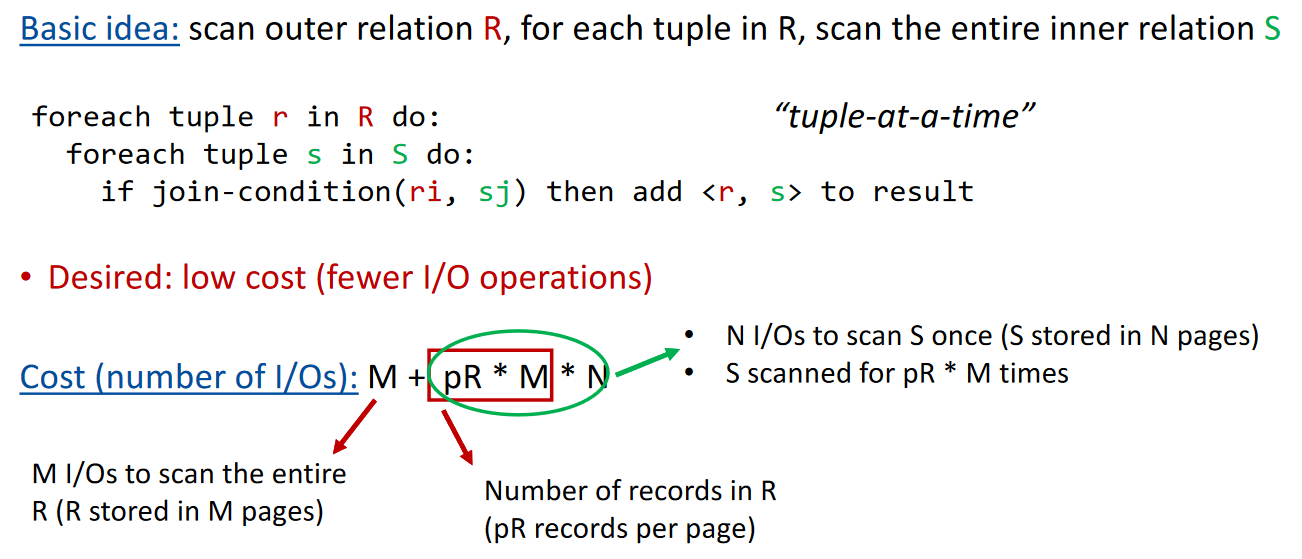 Basic idea: scan outer relation R, for each tuple in R, scan the entire inner relation S
foreach tuple r in R do:
“tuple-at-a-time”
foreach tuple s in S do:
if join-condition(ri, sj) then add <r, s> to result
• Desired: low cost (fewer I/O operations)
• N I/Os to scan S once (S stored in N pages)
• S scanned for pR * M times
Cost (number of I/Os): M + pR * M * N
M I/Os to scan the entire
R (R stored in M pages)
Number of records in R
(pR records per page)